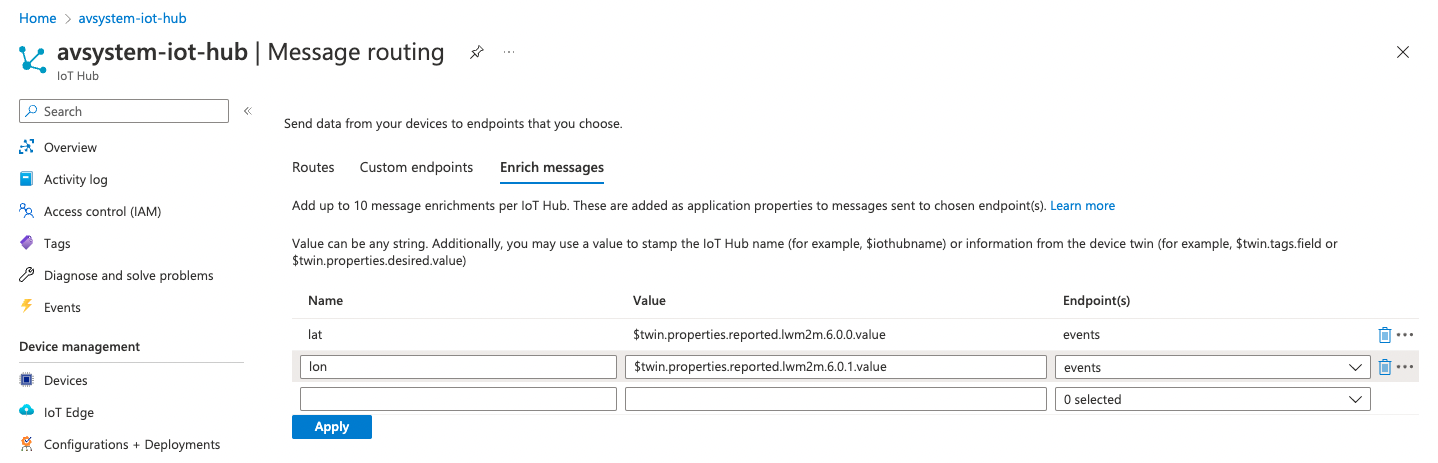 Home > avsystem-iot-hub
avsystem-iot-hub | Message routing ...
IoT Hub
Search «
Send data from your devices to endpoints that you choose.
Overview
Activity log
Access control (IAM)
Tags
Diagnose and solve problems
Events
Device management
Devices
IoT Edge
Configurations + Deployments
Routes Custom endpoints Enrich messages
Add up to 10 message enrichments per IoT Hub. These are added as application properties to messages sent to chosen endpoint(s). Learn more
Value can be any string. Additionally, you may use a value to stamp the IoT Hub name (for example, $iothubname) or information from the device twin (for example, $twin.tags.field or
$twin.properties.desired.value)
Name Value Endpoint(s)
lat $twin.properties.reported.lwm2m.6.0.0.value events
lon $twin.properties.reported.lwm2m.6.0.1.value events
0 selected
Apply